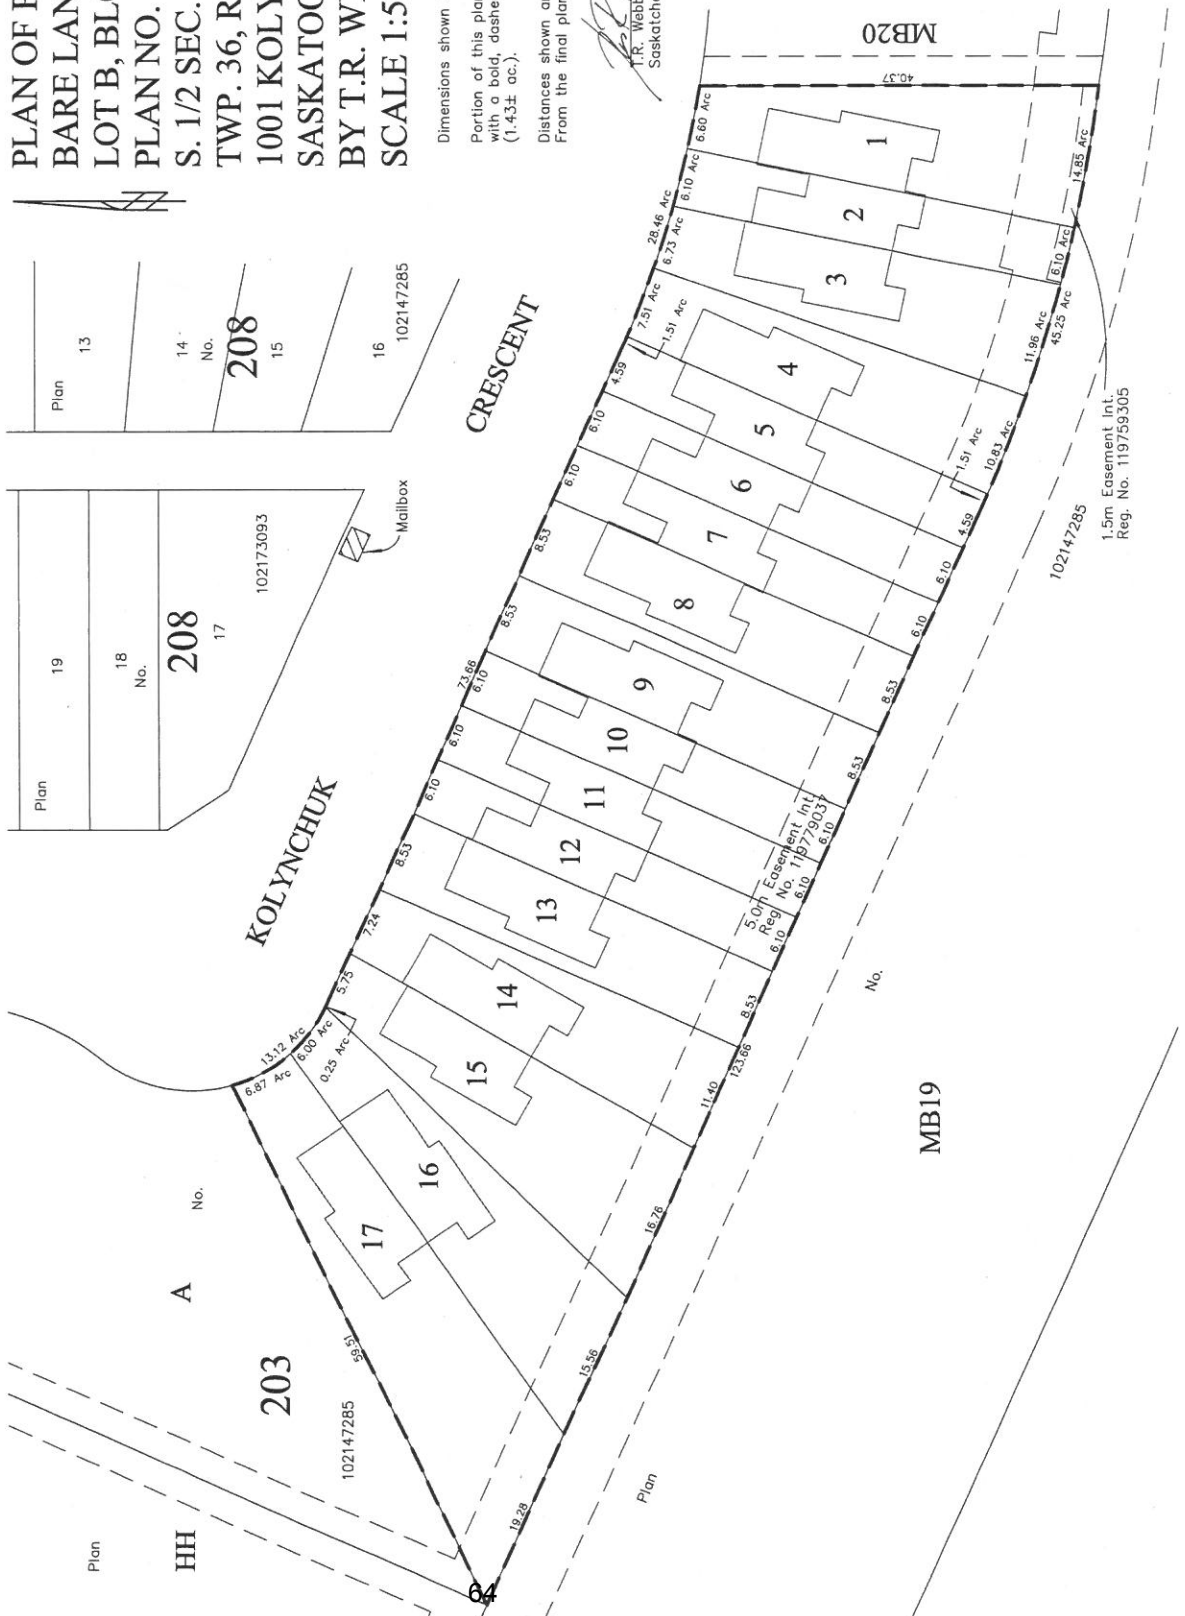 PLAN OF
BARE LAN
LOT B, BLO
PLAN NO.
S. 1/2 SEC.
TWP. 36, R
1001 KOLY
SASKATOO
BY T.R. W
SCALE 1:5
Dimensions shown
Portion of this plan
with a bold, dashe
(1.43± ac.).
Distances shown a
From the final plan
T.R. Webb
Saskatche
Plan
13
14
No.
208
15
16
102147285
19
18
No.
Plan
208
17
102173093
Mailbox
KOLYNCHUK
CRESCENT
MB20
40.37
6.60 Arc
6.10 Arc
28.46 Arc
6.73 Arc
7.51 Arc
1.51 Arc
4.59
6.10
6.10
8.53
8.53
73.66
6.10
6.10
6.10
8.53
7.24
5.75
13.12 Arc
6.00 Arc
0.25 Arc
6.87 Arc
1
2
3
4
5
6
7
8
9
10
11
12
13
14
15
16
17
14.85 Arc
6.10 Arc
45.25 Arc
11.96 Arc
10.83 Arc
1.51 Arc
4.59
6.10
6.10
8.53
8.53
6.10
6.10
6.10
8.53
123.66
11.40
16.76
15.56
19.28
59.51
1.5m Easement Int.
Reg. No. 119759305
5.0m Easement Int.
Reg. No. 119779037
102147285
No.
MB19
Plan
No.
A
203
102147285
HH
Plan
64